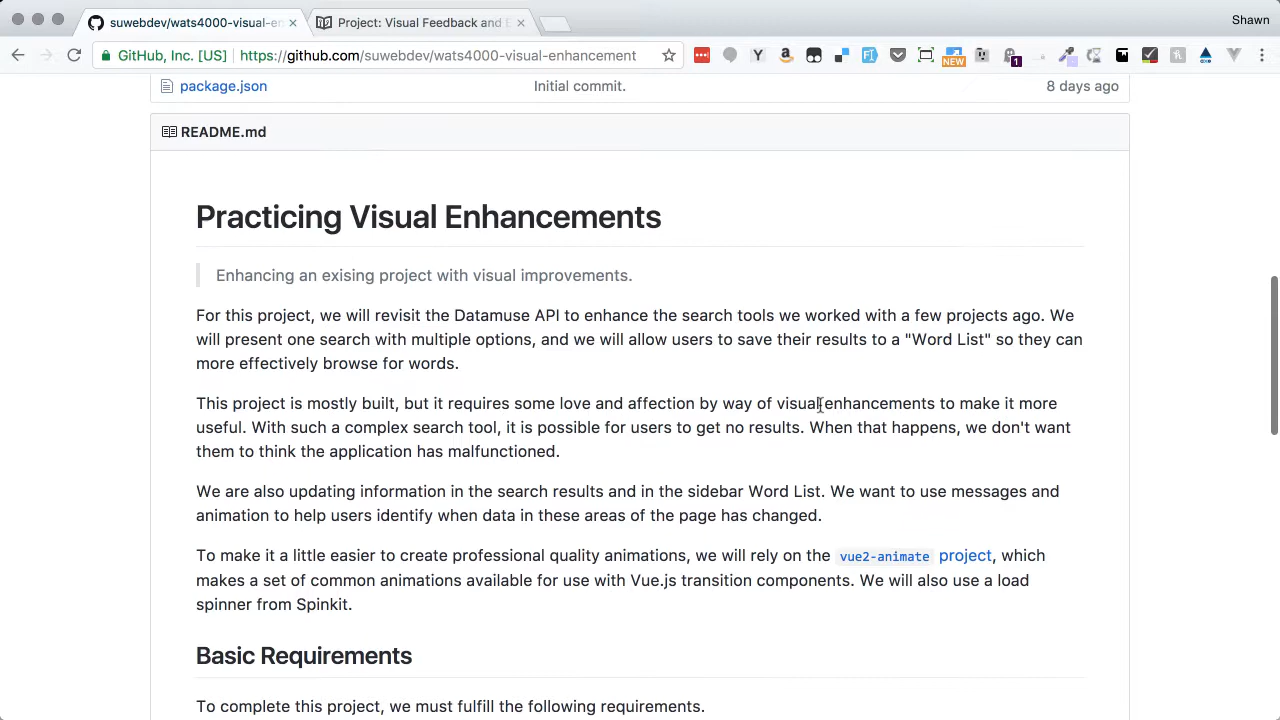 suwebdev/wats4000-visual-en
Project: Visual Feedback and E
Shawn
GitHub, Inc. [US]
https://github.com/suwebdev/wats4000-visual-enhancement
NEW
1
package.json
Initial commit.
8 days ago
README.md
Practicing Visual Enhancements
Enhancing an exising project with visual improvements.
For this project, we will revisit the Datamuse API to enhance the search tools we worked with a few projects ago. We
will present one search with multiple options, and we will allow users to save their results to a "Word List" so they can
more effectively browse for words.
This project is mostly built, but it requires some love and affection by way of visual enhancements to make it more
useful. With such a complex search tool, it is possible for users to get no results. When that happens, we don't want
them to think the application has malfunctioned.
We are also updating information in the search results and in the sidebar Word List. We want to use messages and
animation to help users identify when data in these areas of the page has changed.
To make it a little easier to create professional quality animations, we will rely on the vue2-animate project, which
makes a set of common animations available for use with Vue.js transition components. We will also use a load
spinner from Spinkit.
Basic Requirements
To complete this project, we must fulfill the following requirements.